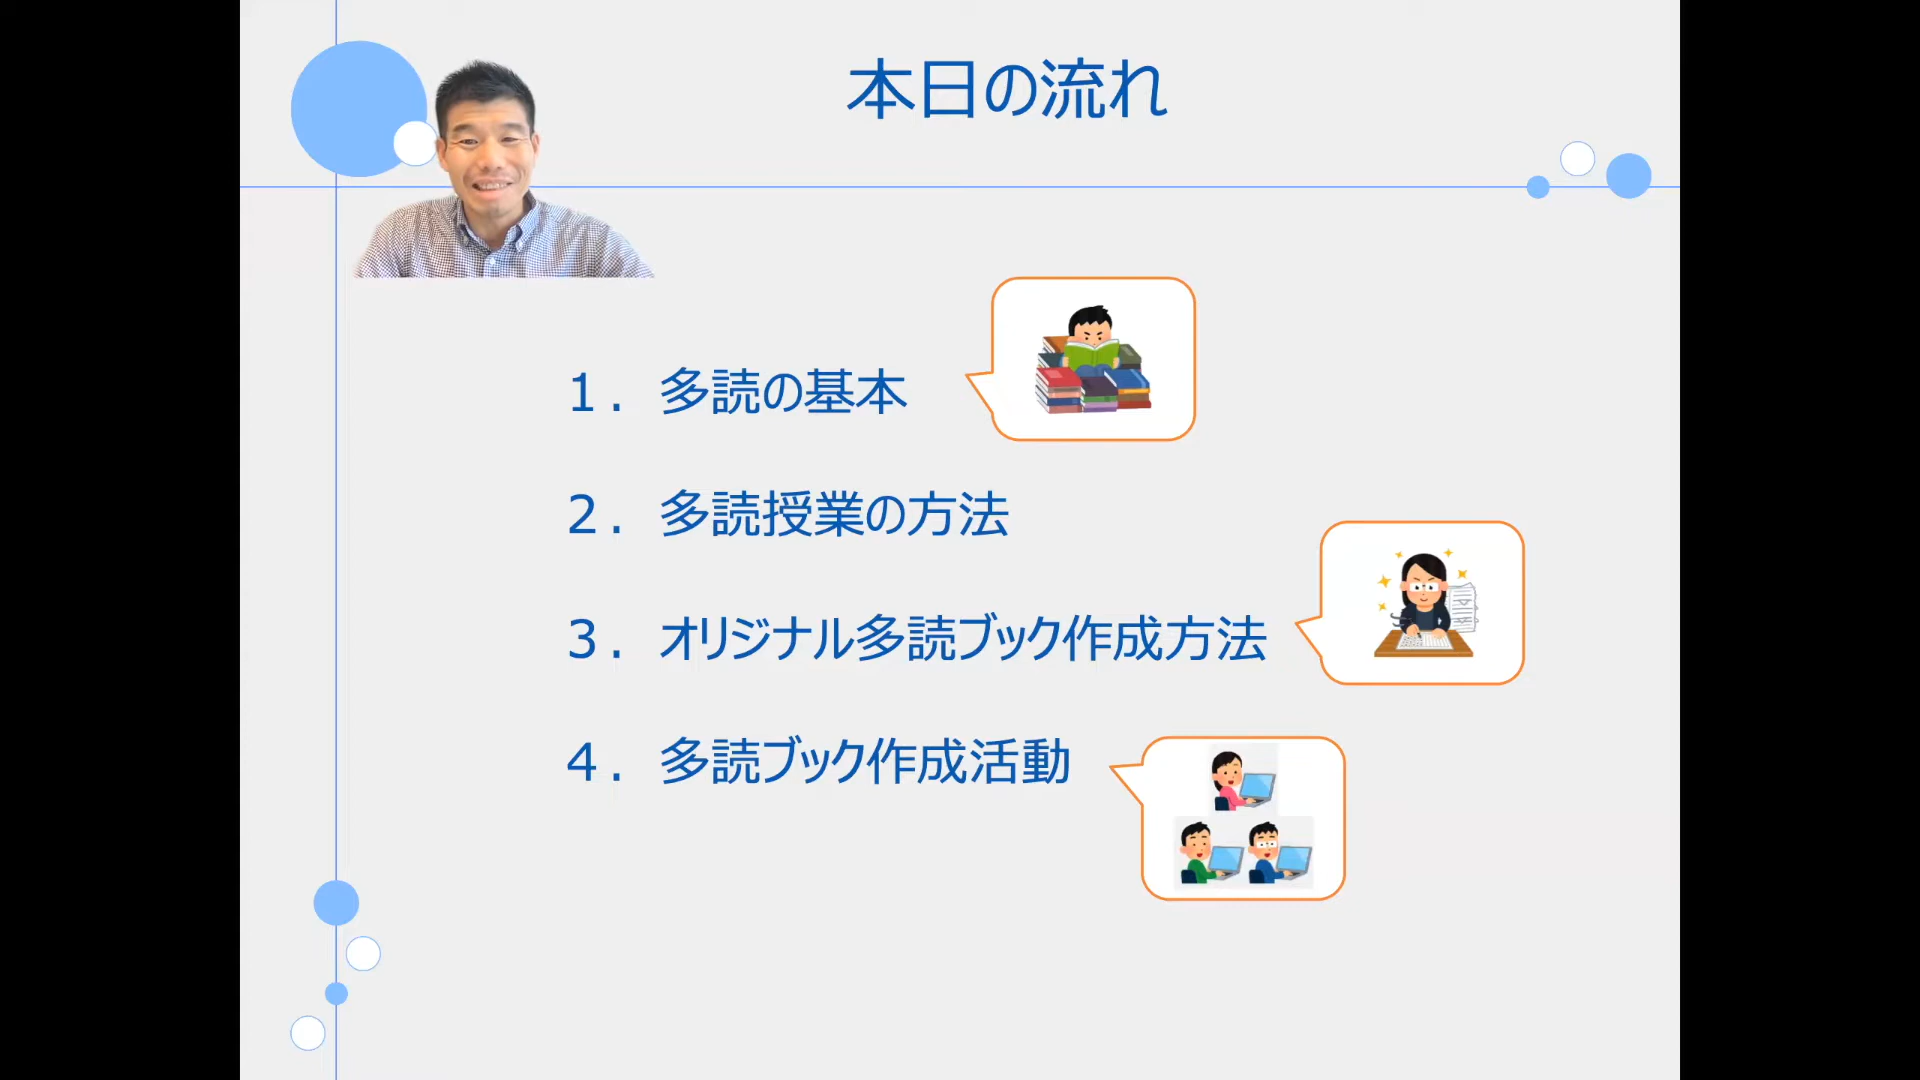 本日の流れ
１．多読の基本
２．多読授業の方法
３．オリジナル多読ブック作成方法
４．多読ブック作成活動